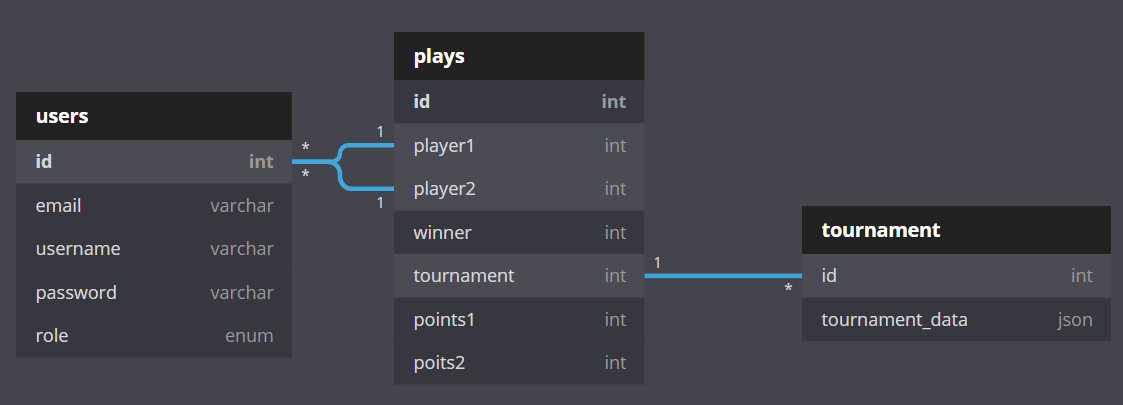 users
id int
email varchar
username varchar
password varchar
role enum
* 1
* 1
plays
id int
player1 int
player2 int
winner int
tournament int
points1 int
poits2 int
1 *
tournament
id int
tournament_data json